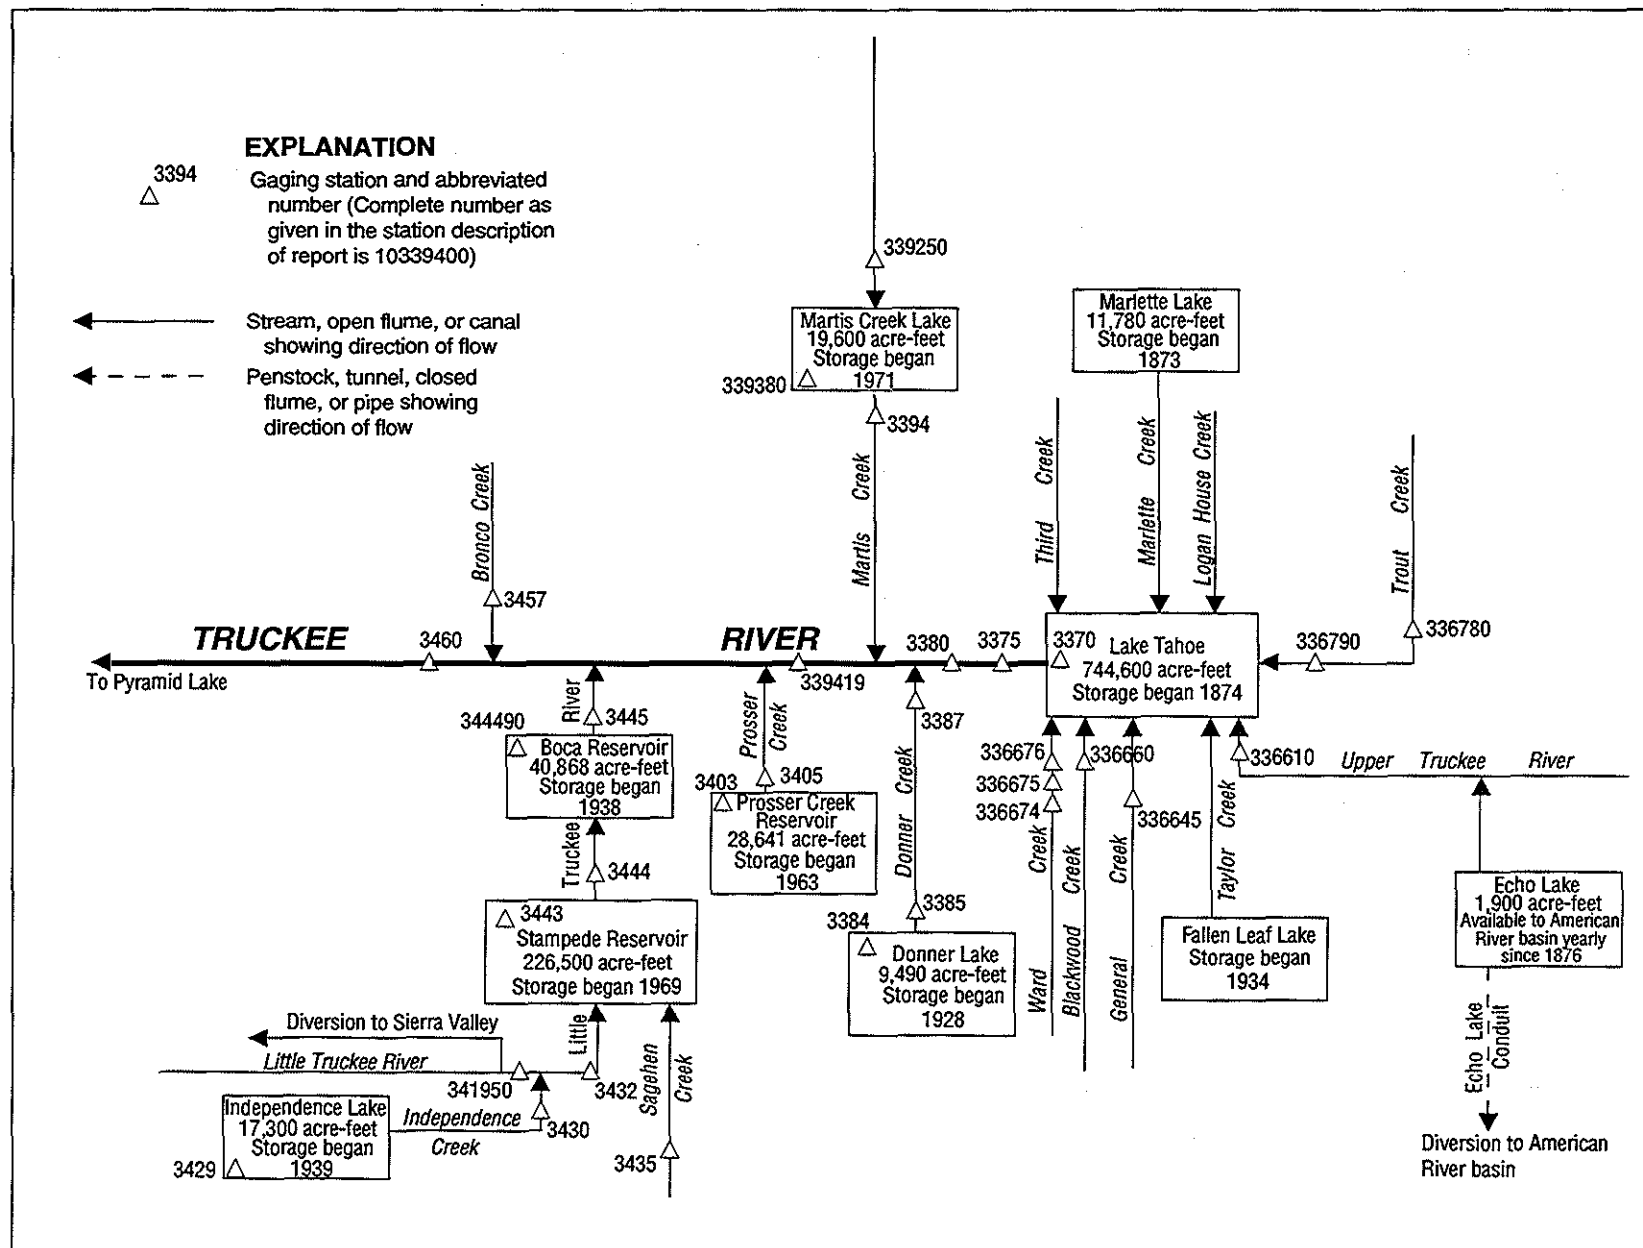 EXPLANATION
3394
Gaging station and abbreviated
number (Complete number as
given in the station description
of report is 10339400)
Stream, open flume, or canal
showing direction of flow
Penstock, tunnel, closed
flume, or pipe showing
direction of flow
339250
Martis Creek Lake
19,600 acre-feet
Storage began
1971
339380
3394
Martis Creek
Marlette Lake
11,780 acre-feet
Storage began
1873
Third Creek
Marlette Creek
Logan House Creek
Trout Creek
336780
336790
Bronco Creek
3457
TRUCKEE RIVER
3460
To Pyramid Lake
339419
3380
3375
3370
Lake Tahoe
744,600 acre-feet
Storage began 1874
344490
River
3445
Boca Reservoir
40,868 acre-feet
Storage began
1938
Truckee
3444
3443
Stampede Reservoir
226,500 acre-feet
Storage began 1969
Little
Prosser
Creek
3403
3405
Prosser Creek
Reservoir
28,641 acre-feet
Storage began
1963
3387
Donner Creek
3385
3384
Donner Lake
9,490 acre-feet
Storage began
1928
336676
336675
336674
Ward Creek
336660
Blackwood Creek
336645
General Creek
Taylor Creek
Fallen Leaf Lake
Storage began
1934
336610
Upper Truckee River
Echo Lake
1,900 acre-feet
Available to American
River basin yearly
since 1876
Echo Lake
Conduit
Diversion to American
River basin
Diversion to Sierra Valley
Little Truckee River
341950
3432
Sagehen
Creek
3435
Independence Lake
17,300 acre-feet
Storage began
1939
3429
Independence
Creek
3430